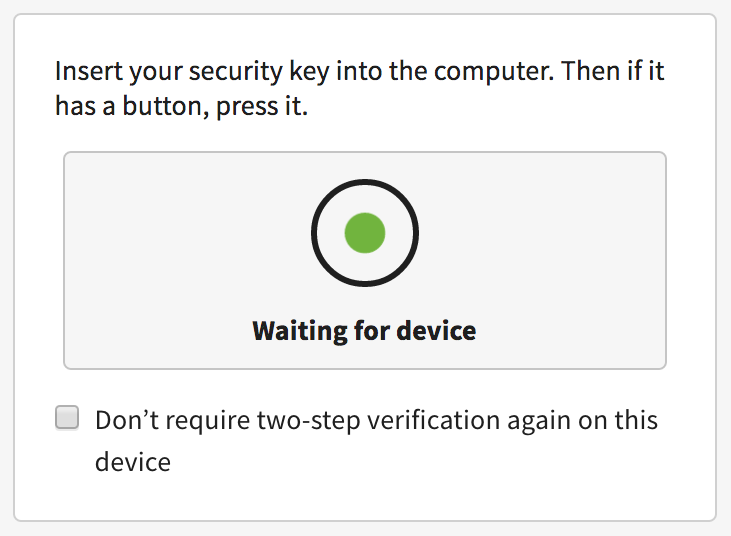 Insert your security key into the computer. Then if it
has a button, press it.
Waiting for device
Don’t require two-step verification again on this
device